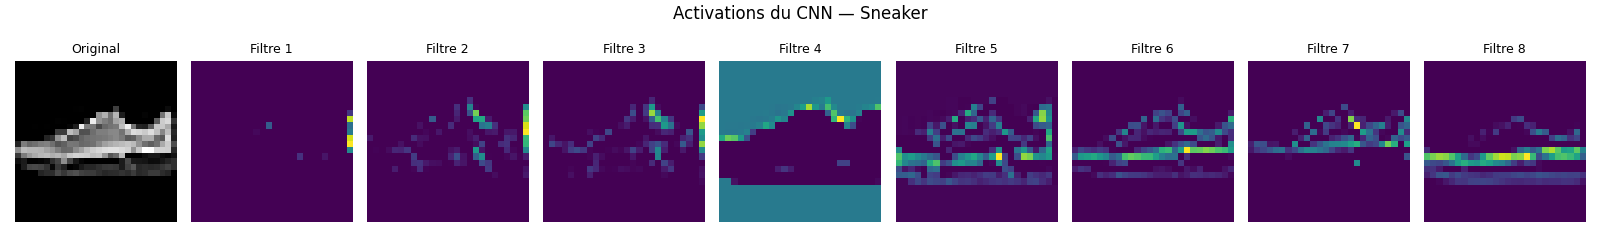 Activations du CNN — Sneaker
Original
Filtre 1
Filtre 2
Filtre 3
Filtre 4
Filtre 5
Filtre 6
Filtre 7
Filtre 8